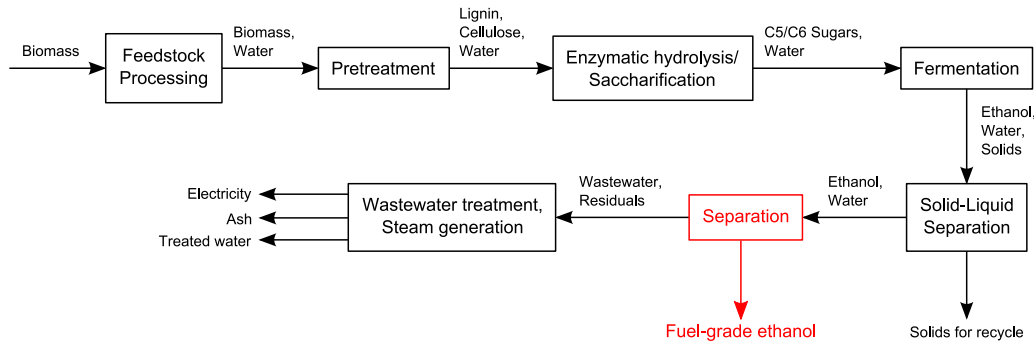 Biomass
Feedstock
Processing
Biomass,
Water
Pretreatment
Lignin,
Cellulose,
Water
Enzymatic hydrolysis/
Saccharification
C5/C6 Sugars,
Water
Fermentation
Ethanol,
Water,
Solids
Solid-Liquid
Separation
Solids for recycle
Ethanol,
Water
Separation
Fuel-grade ethanol
Wastewater,
Residuals
Wastewater treatment,
Steam generation
Electricity
Ash
Treated water